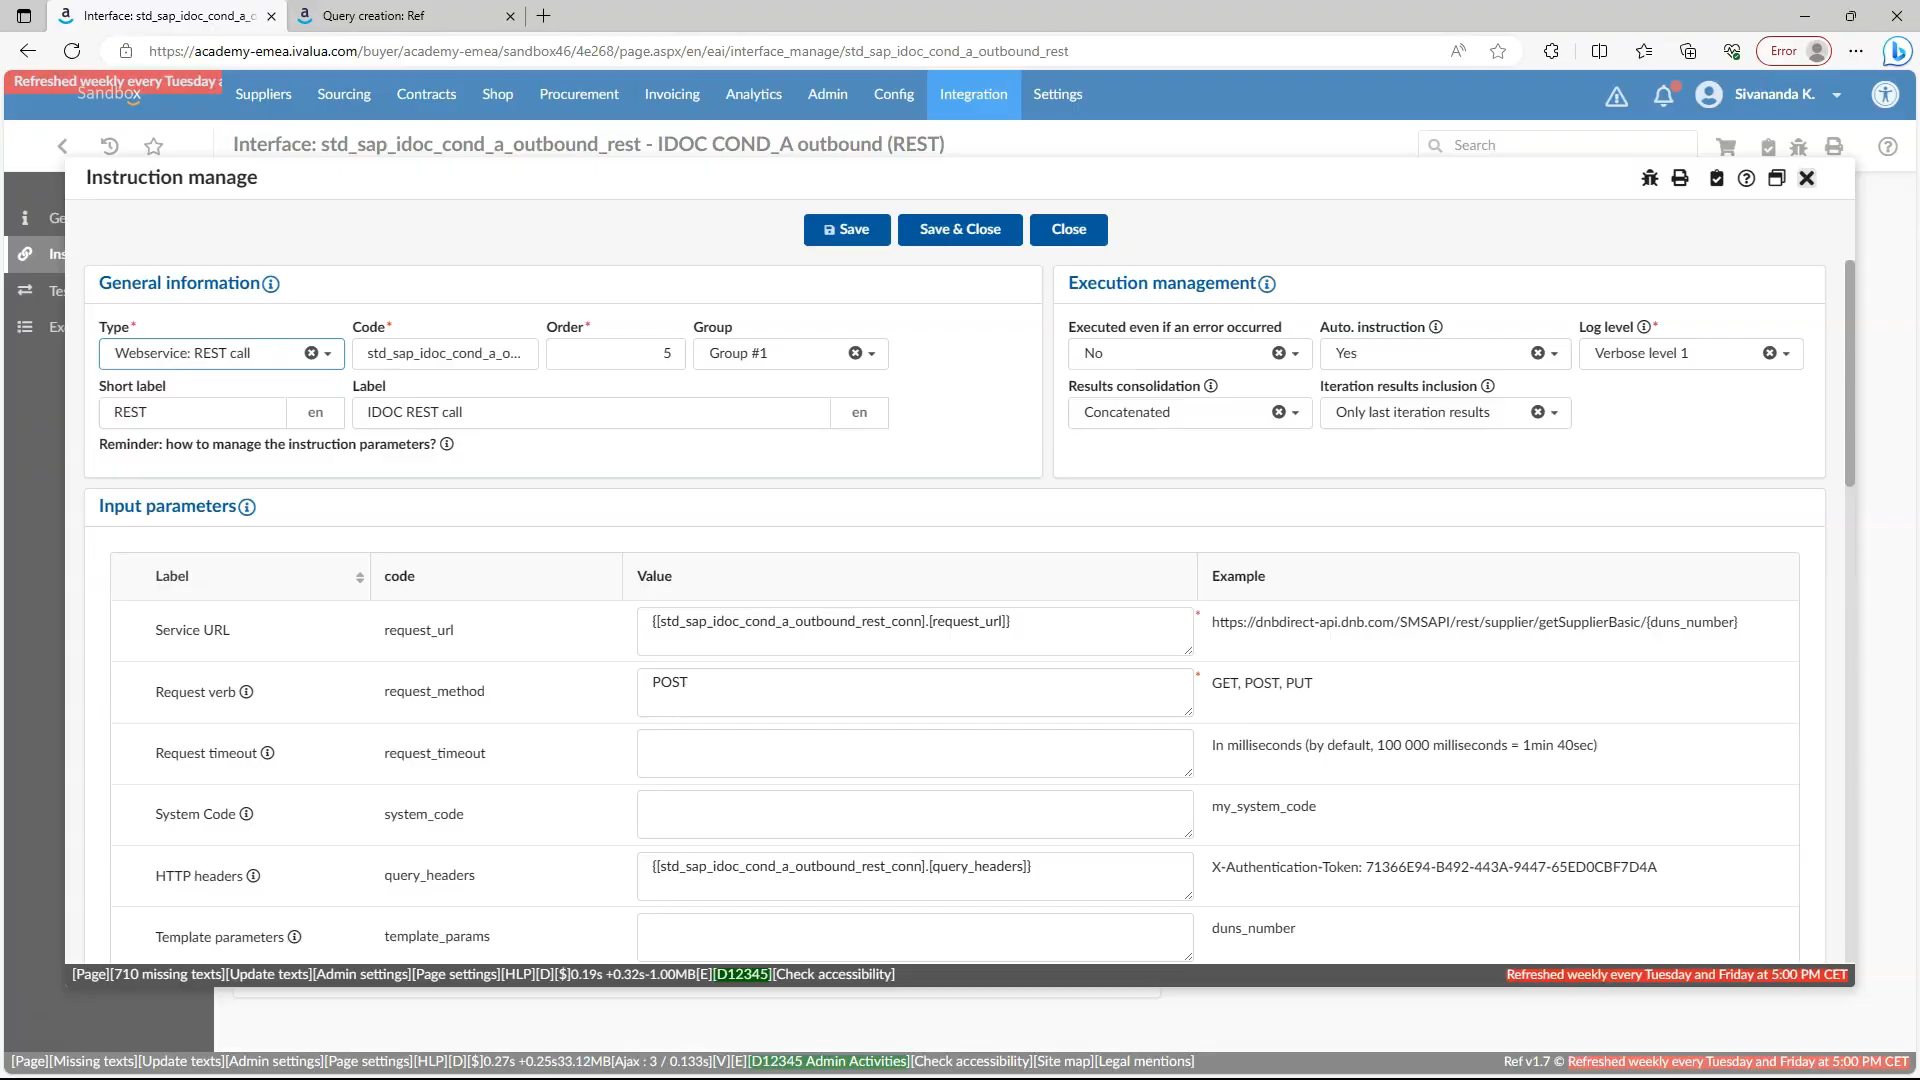 Interface: std_sap_idoc_cond_a_o
Query creation: Ref
https://academy-emea.ivalua.com/buyer/academy-emea/sandbox46/4e268/page.aspx/en/eai/interface_manage/std_sap_idoc_cond_a_outbound_rest
Error
Refreshed weekly every Tuesday a
Sandbox
Suppliers Sourcing Contracts Shop Procurement Invoicing Analytics Admin Config Integration Settings
Sivananda K.
Interface: std_sap_idoc_cond_a_outbound_rest - IDOC COND_A outbound (REST)
Search
Instruction manage
Ge
Ins
Tes
Ex
Save
Save & Close
Close
General information
Execution management
Type* Code* Order* Group
Executed even if an error occurred Auto. instruction Log level *
Webservice: REST call std_sap_idoc_cond_a_o... 5 Group #1
No Yes Verbose level 1
Short label Label
Results consolidation Iteration results inclusion
REST en IDOC REST call en
Concatenated Only last iteration results
Reminder: how to manage the instruction parameters?
Input parameters
Label code Value Example
Service URL request_url {[std_sap_idoc_cond_a_outbound_rest_conn].[request_url]} * https://dnbdirect-api.dnb.com/SMSAPI/rest/supplier/getSupplierBasic/{duns_number}
Request verb request_method POST * GET, POST, PUT
Request timeout request_timeout In milliseconds (by default, 100 000 milliseconds = 1min 40sec)
System Code system_code my_system_code
HTTP headers query_headers {[std_sap_idoc_cond_a_outbound_rest_conn].[query_headers]} X-Authentication-Token: 71366E94-B492-443A-9447-65ED0CBF7D4A
Template parameters template_params duns_number
[Page][710 missing texts][Update texts][Admin settings][Page settings][HLP][D][$]0.19s +0.32s-1.00MB[E][D12345][Check accessibility]
Refreshed weekly every Tuesday and Friday at 5:00 PM CET
[Page][Missing texts][Update texts][Admin settings][Page settings][HLP][D][$]0.27s +0.25s33.12MB[Ajax : 3 / 0.133s][V][E][D12345 Admin Activities][Check accessibility][Site map][Legal mentions]
Ref v1.7 © Refreshed weekly every Tuesday and Friday at 5:00 PM CET